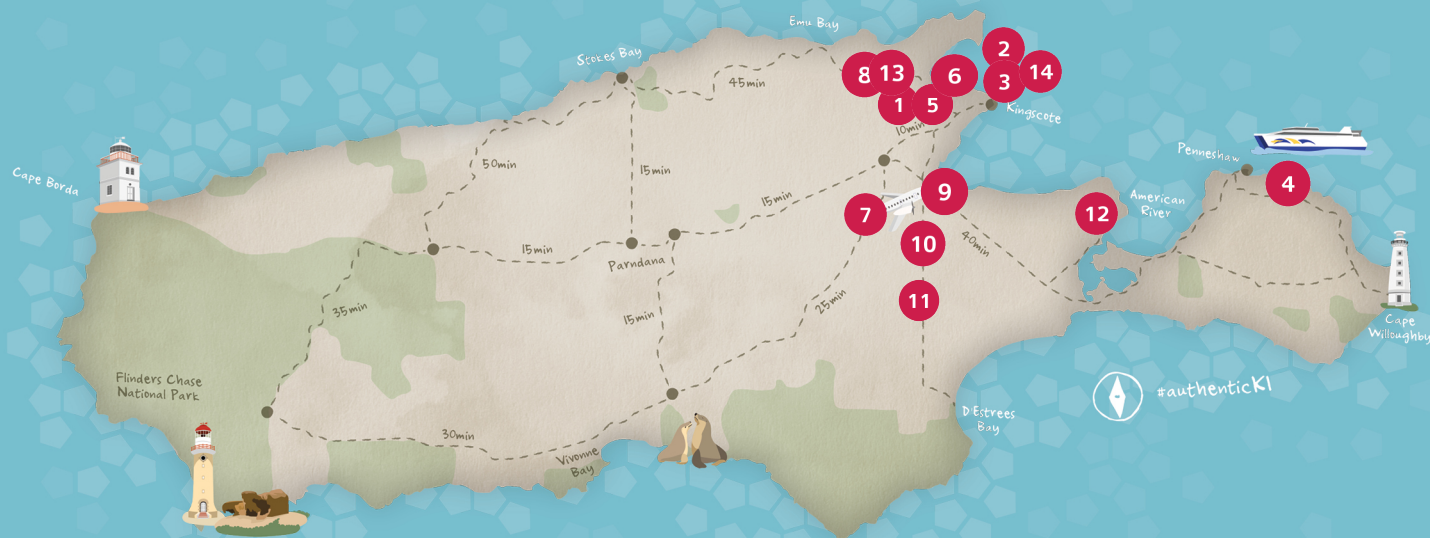 Emu Bay
Stokes Bay
45min
8
13
6
2
3
14
1
5
Kingscote
10min
50min
15min
Penneshaw
4
Cape Borda
15min
7
9
12
American
River
15min
Parndana
10
40min
11
25min
15min
35min
Cape
Willoughby
Flinders Chase
National Park
#authenticKI
D'Estrees
Bay
30min
Vivonne
Bay